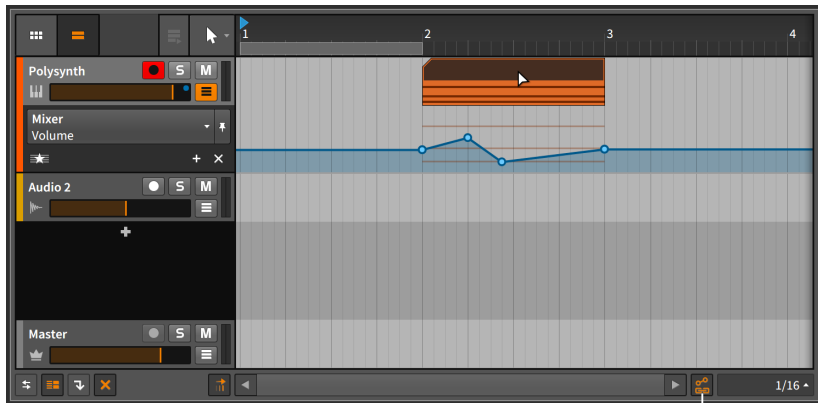 1 2 3 4
Polysynth S M
Mixer
Volume
Audio 2 S M
Master S M
1/16